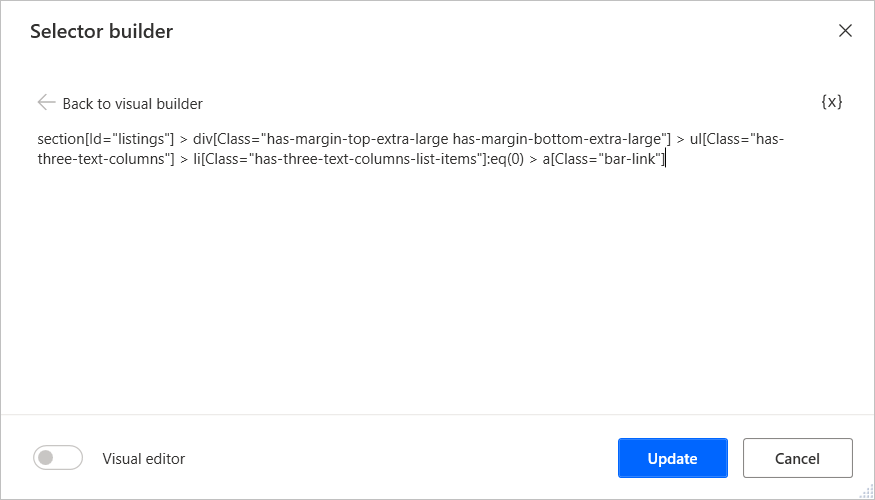 Selector builder
Back to visual builder
{x}
section[Id="listings"] > div[Class="has-margin-top-extra-large has-margin-bottom-extra-large"] > ul[Class="has-
three-text-columns"] > li[Class="has-three-text-columns-list-items"]:eq(0) > a[Class="bar-link"]
Visual editor
Update
Cancel